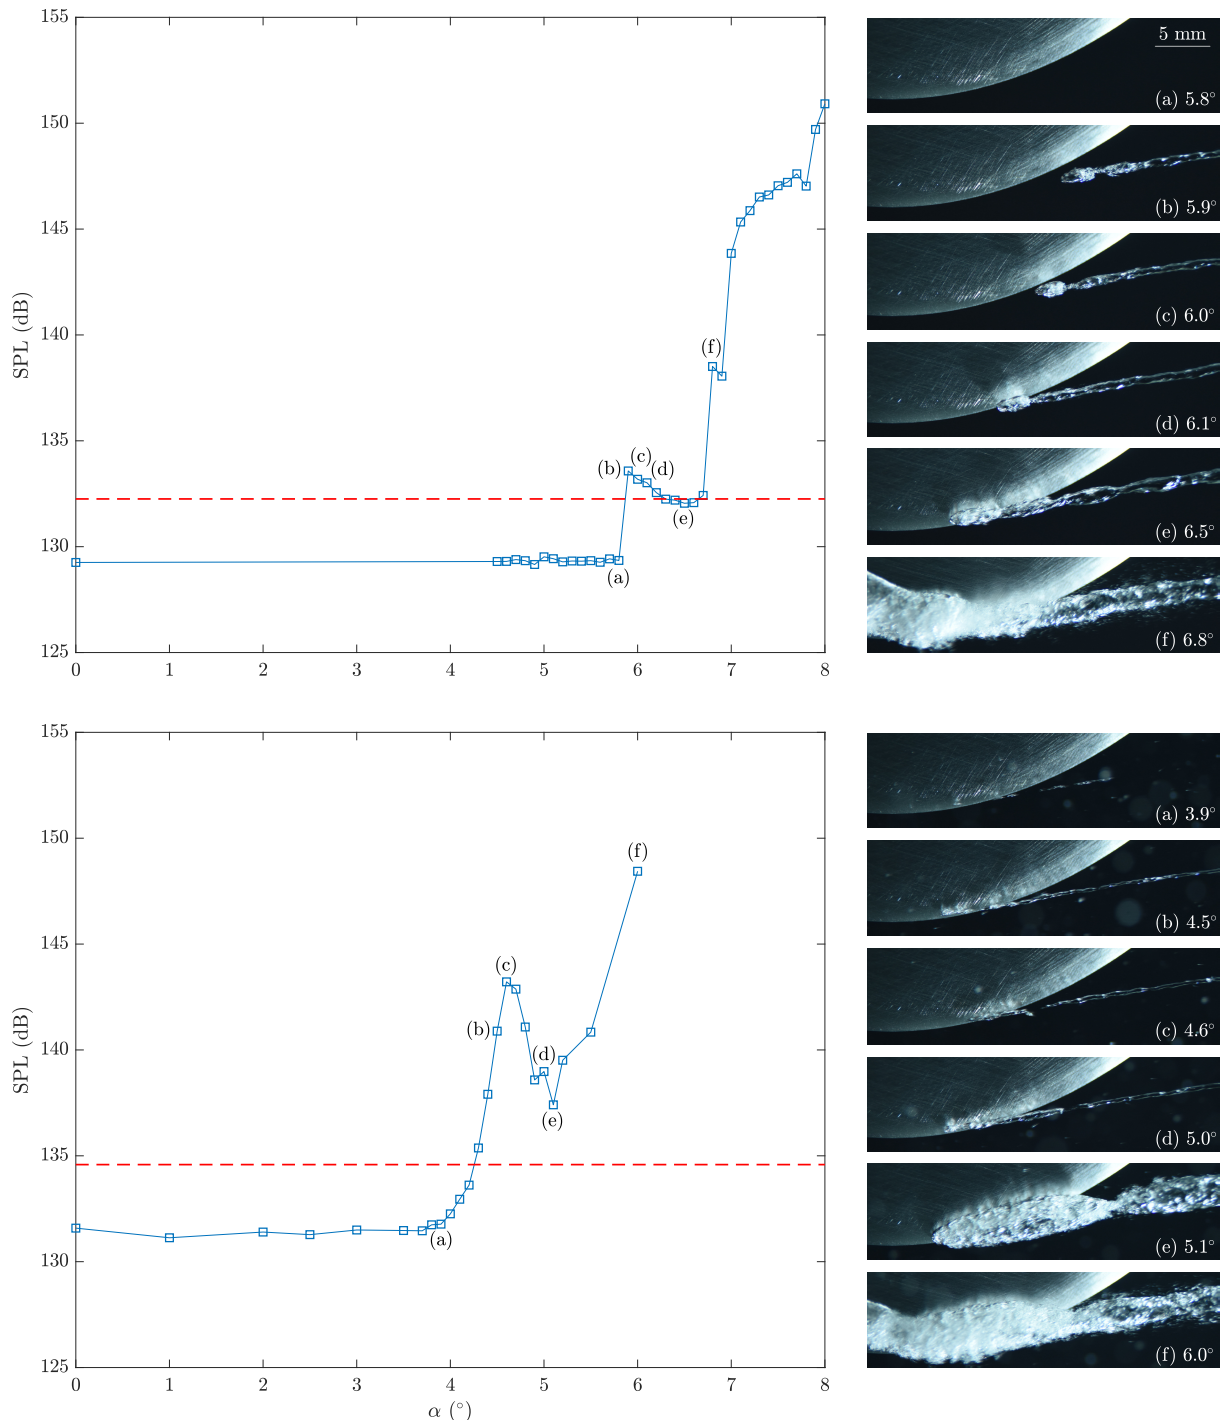 155
150
145
140
135
130
125
SPL (dB)
0 1 2 3 4 5 6 7 8
(a)
(b)
(c)
(d)
(e)
(f)
5 mm
(a) 5.8°
(b) 5.9°
(c) 6.0°
(d) 6.1°
(e) 6.5°
(f) 6.8°
155
150
145
140
135
130
125
SPL (dB)
0 1 2 3 4 5 6 7 8
α (°)
(a)
(b)
(c)
(d)
(e)
(f)
(a) 3.9°
(b) 4.5°
(c) 4.6°
(d) 5.0°
(e) 5.1°
(f) 6.0°